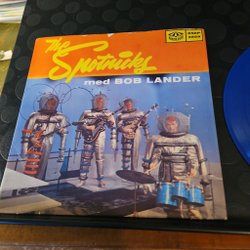 The
Spotnicks
med BOB LANDER